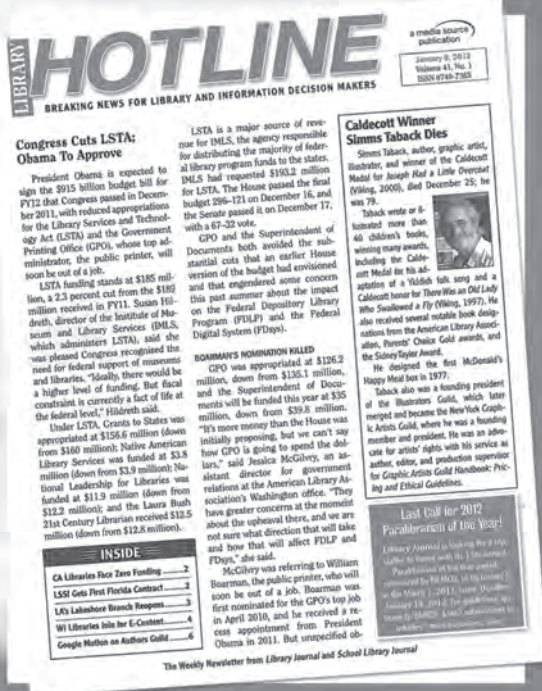 LIBRARY
HOTLINE
a media source
publication
January 9, 2012
Volume 41, No. 1
ISSN 0740-736X
BREAKING NEWS FOR LIBRARY AND INFORMATION DECISION MAKERS
Congress Cuts LSTA;
Obama To Approve
President Obama is expected to
sign the $915 billion budget bill for
FY12 that Congress passed in Decem-
ber 2011, with reduced appropriations
for the Library Services and Technol-
ogy Act (LSTA) and the Government
Printing Office (GPO), whose top ad-
ministrator, the public printer, will
soon be out of a job.
LSTA funding stands at $185 mil-
lion, a 2.3 percent cut from the $189
million received in FY11. Susan Hil-
dreth, director of the Institute of Mu-
seum and Library Services (IMLS,
which administers LSTA), said she
was pleased Congress recognized the
need for federal support of museums
and libraries. "Ideally, there would be
a higher level of funding. But fiscal
constraint is currently a fact of life at
the federal level," Hildreth said.
Under LSTA, Grants to States was
appropriated at $156.6 million (down
from $160 million); Native American
Library Services was funded at $3.8
million (down from $3.9 million); Na-
tional Leadership for Libraries was
funded at $11.9 million (down from
$12.2 million); and the Laura Bush
21st Century Librarian received $12.5
million (down from $12.8 million).
INSIDE
CA Libraries Face Zero Funding 2
LSSI Gets First Florida Contract 2
LA's Lakeshore Branch Reopens 3
WI Libraries Join for E-Content 4
Google Motion on Authors Guild 6
LSTA is a major source of reve-
nue for IMLS, the agency responsible
for distributing the majority of feder-
al library program funds to the states.
IMLS had requested $193.2 million
for LSTA. The House passed the final
budget 296–121 on December 16, and
the Senate passed it on December 17,
with a 67–32 vote.
GPO and the Superintendent of
Documents both avoided the sub-
stantial cuts that an earlier House
version of the budget had envisioned
and that engendered some concern
this past summer about the impact
on the Federal Depository Library
Program (FDLP) and the Federal
Digital System (FDsys).
BOARMAN'S NOMINATION KILLED
GPO was appropriated at $126.2
million, down from $135.1 million,
and the Superintendent of Docu-
ments will be funded this year at $35
million, down from $39.8 million.
"It's more money than the House was
initially proposing, but we can't say
how GPO is going to spend the dol-
lars," said Jessica McGilvray, an as-
sistant director for government
relations at the American Library As-
sociation's Washington office. "They
have greater concerns at the moment
about the upheaval there, and we are
not sure what direction that will take
and how that will affect FDLP and
FDsys," she said.
McGilvray was referring to William
Boarman, the public printer, who will
soon be out of a job. Boarman was
first nominated for the GPO's top job
in April 2010, and he received a re-
cess appointment from President
Obama in 2011. But unspecified ob-
Caldecott Winner
Simms Taback Dies
Simms Taback, author, graphic artist,
illustrator, and winner of the Caldecott
Medal for Joseph Had a Little Overcoat
(Viking, 2000), died December 25; he
was 79.
Taback wrote or il-
lustrated more than
40 children's books,
winning many awards,
including the Calde-
cott Medal for his ad-
aptation of a Yiddish folk song and a
Caldecott honor for There Was an Old Lady
Who Swallowed a Fly (Viking, 1997). He
also received several notable book desig-
nations from the American Library Associ-
ation, Parents' Choice Gold awards, and
the Sidney Taylor Award.
He designed the first McDonald's
Happy Meal box in 1977.
Taback also was a founding president
of the Illustrators Guild, which later
merged and became the New York Graph-
ic Artists Guild, where he was a founding
member and president. He was an advo-
cate for artists' rights with his service as
author, editor, and production supervisor
for Graphic Artists Guild Handbook: Pric-
ing and Ethical Guidelines.
Last Call for 2012
Paralibrarian of the Year!
The Weekly Newsletter from Library Journal and School Library Journal